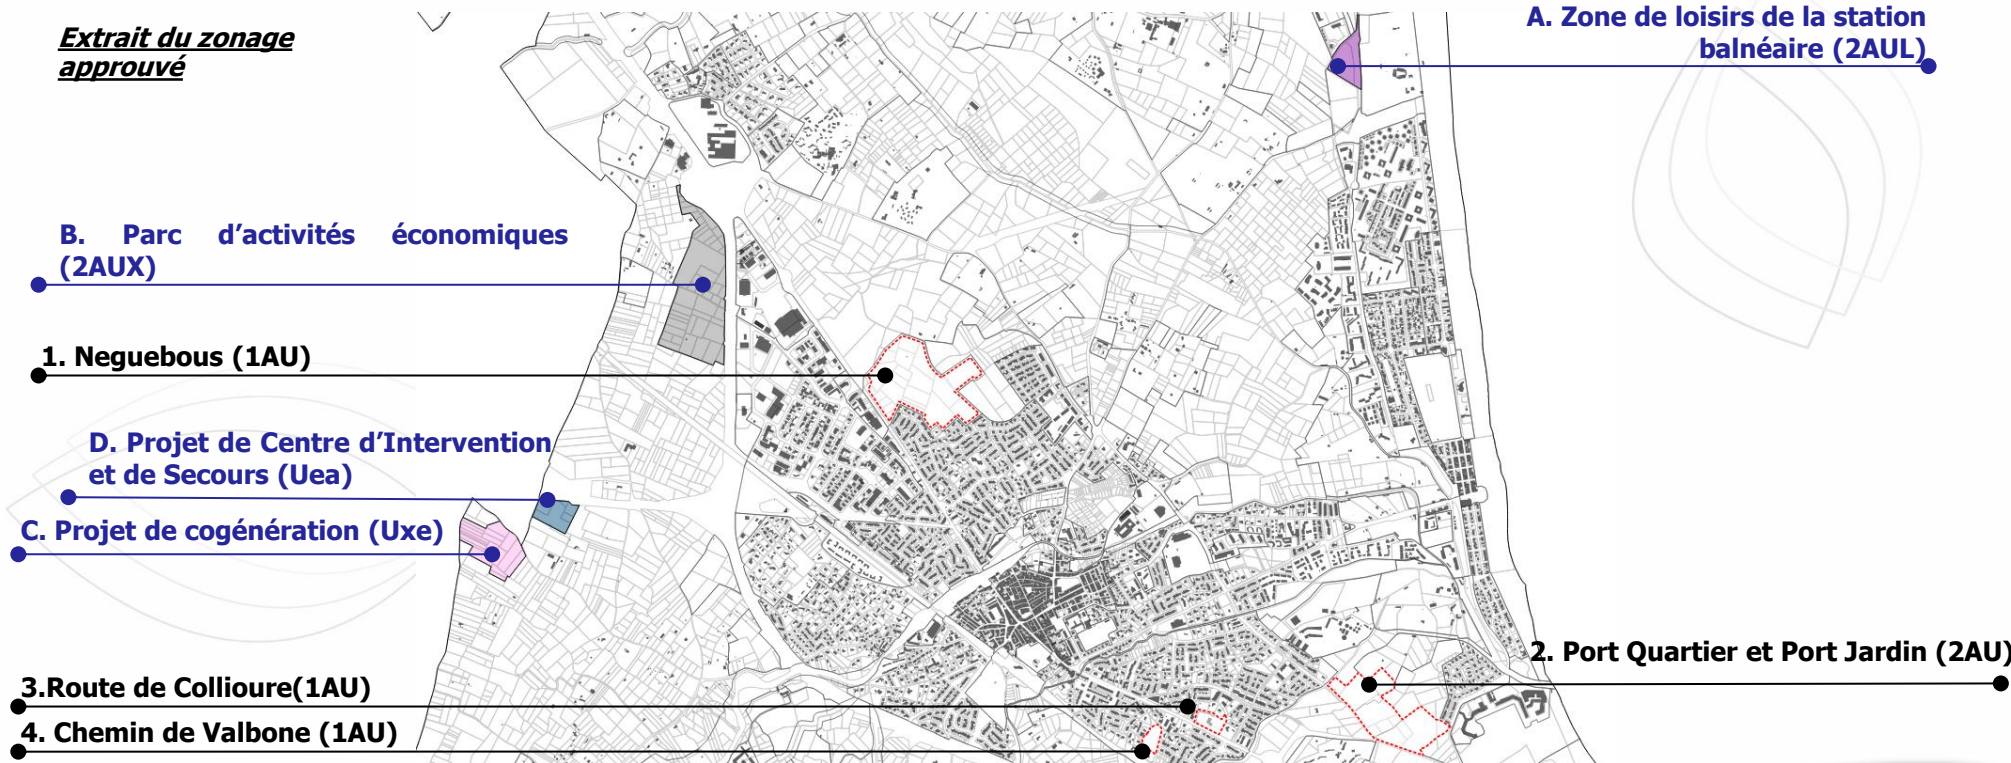 Extrait du zonage
approuvé
A. Zone de loisirs de la station
balnéaire (2AUL)
B. Parc d'activités économiques
(2AUX)
1. Neguebous (1AU)
D. Projet de Centre d'Intervention
et de Secours (Uea)
C. Projet de cogénération (Uxe)
2. Port Quartier et Port Jardin (2AU)
3.Route de Collioure(1AU)
4. Chemin de Valbone (1AU)